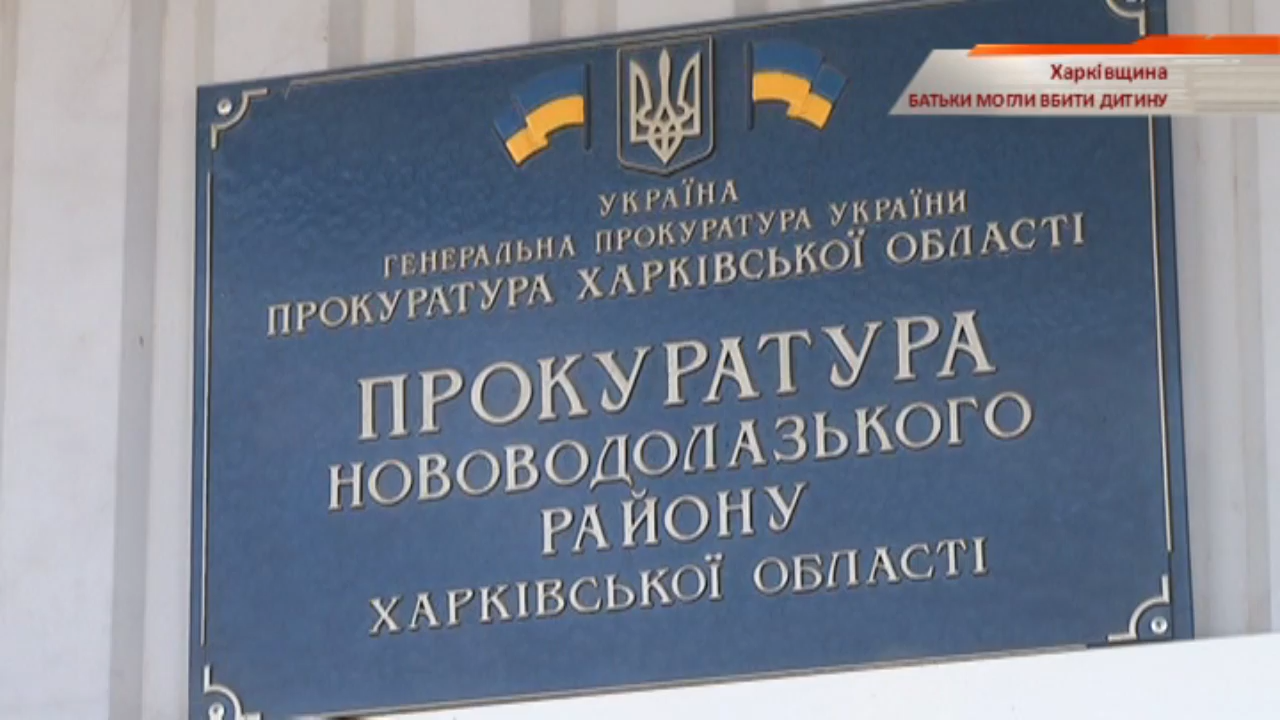 Харківщина
БАТЬКИ МОГЛИ ВБИТИ ДИТИНУ
УКРАЇНА
ГЕНЕРАЛЬНА ПРОКУРАТУРА УКРАЇНИ
ПРОКУРАТУРА ХАРКІВСЬКОЇ ОБЛАСТІ
ПРОКУРАТУРА
НОВОВОДОЛАЗЬКОГО
РАЙОНУ
ХАРКІВСЬКОЇ ОБЛАСТІ